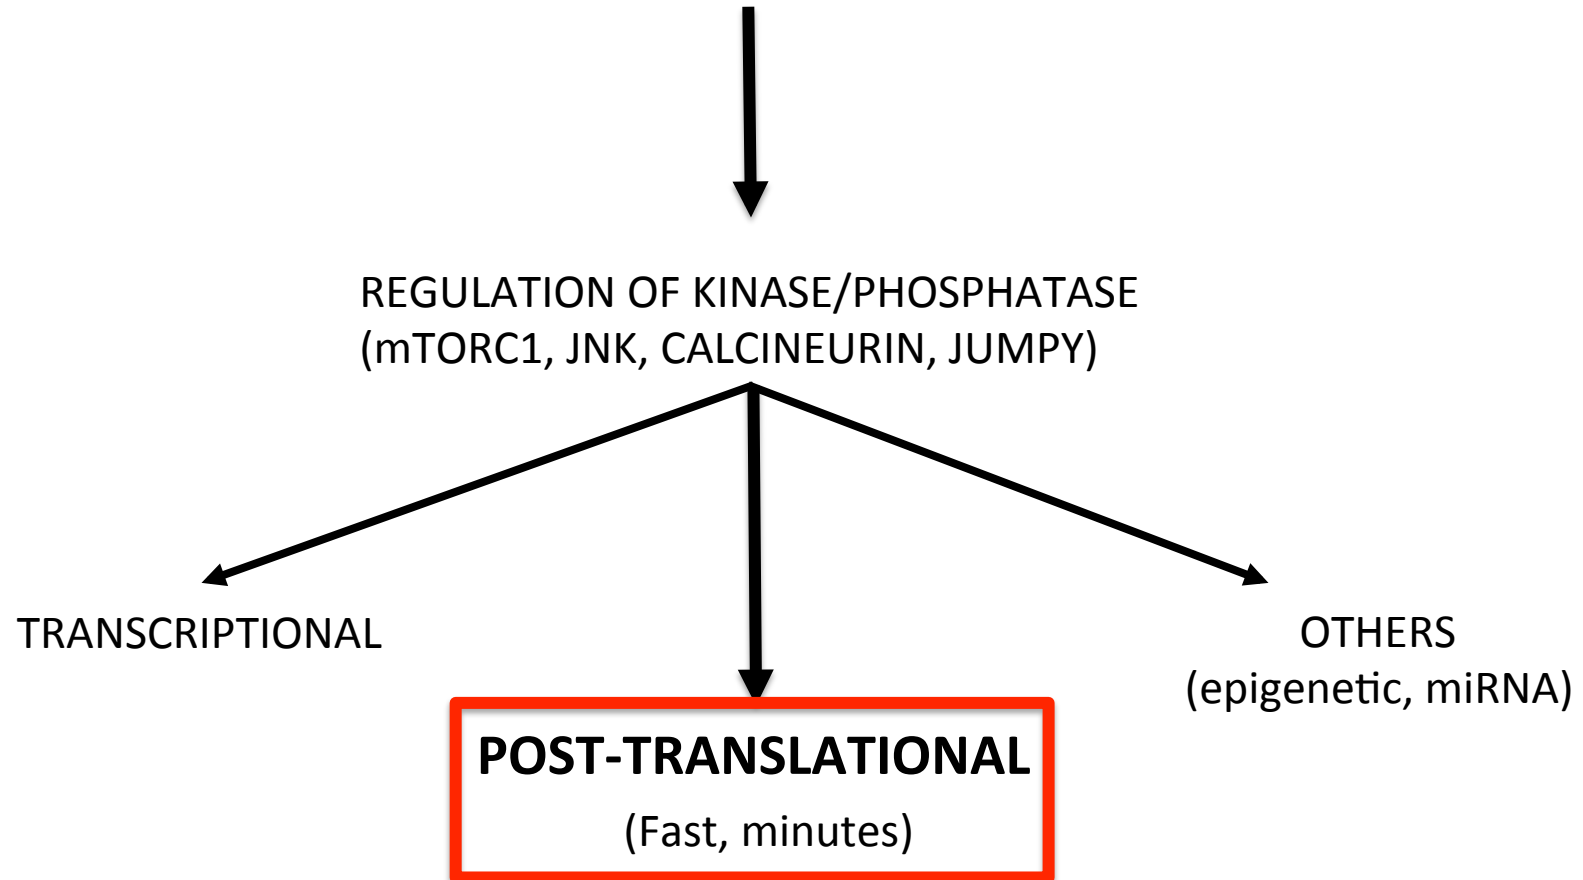 REGULATION OF KINASE/PHOSPHATASE
(mTORC1, JNK, CALCINEURIN, JUMPY)
TRANSCRIPTIONAL
OTHERS
(epigenetic, miRNA)
POST-TRANSLATIONAL
(Fast, minutes)